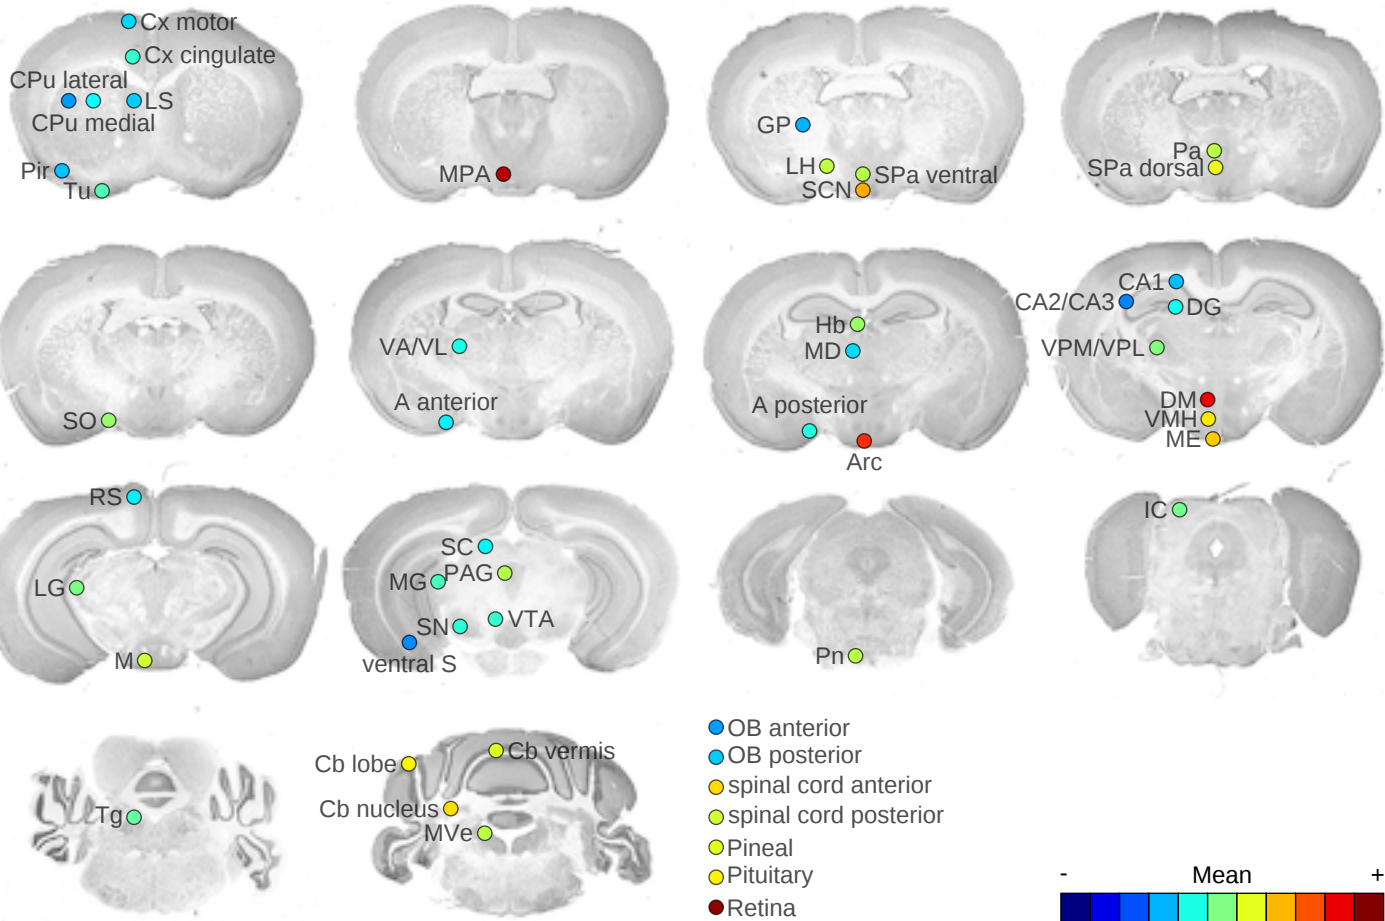 Cx motor
Cx cingulate
CPu lateral
LS
CPu medial
Pir
Tu
MPA
GP
LH
SPa ventral
SCN
Pa
SPa dorsal
SO
VA/VL
A anterior
Hb
MD
A posterior
Arc
CA1
CA2/CA3
DG
VPM/VPL
DM
VMH
ME
RS
LG
M
SC
MG
PAG
SN
VTA
ventral S
Pn
IC
Tg
Cb lobe
Cb vermis
Cb nucleus
MVe
OB anterior
OB posterior
spinal cord anterior
spinal cord posterior
Pineal
Pituitary
Retina
- Mean +